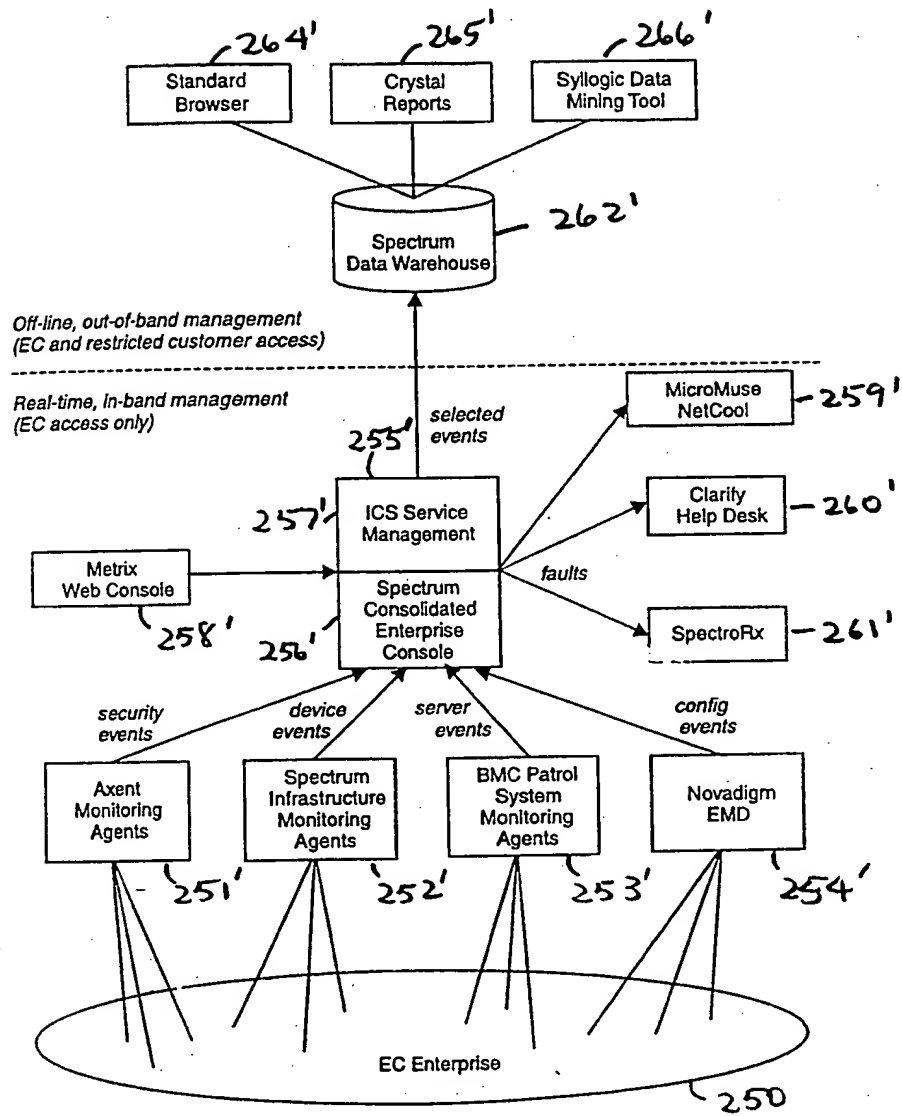 264'
265'
266'
Standard
Browser
Crystal
Reports
Syllogic Data
Mining Tool
262'
Spectrum
Data Warehouse
Off-line, out-of-band management
(EC and restricted customer access)
Real-time, in-band management
(EC access only)
selected
events
MicroMuse
NetCool
259'
255'
257'
ICS Service
Management
Clarify
Help Desk
260'
Metrix
Web Console
258'
256'
Spectrum
Consolidated
Enterprise
Console
faults
SpectroRx
261'
security
events
device
events
server
events
config
events
Axent
Monitoring
Agents
251'
Spectrum
Infrastructure
Monitoring
Agents
252'
BMC Patrol
System
Monitoring
Agents
253'
Novadigm
EMD
254'
EC Enterprise
250